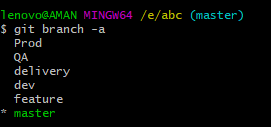 lenovo@AMAN MINGW64 /e/abc (master)
$ git branch -a
  Prod
  QA
  delivery
  dev
  feature
* master